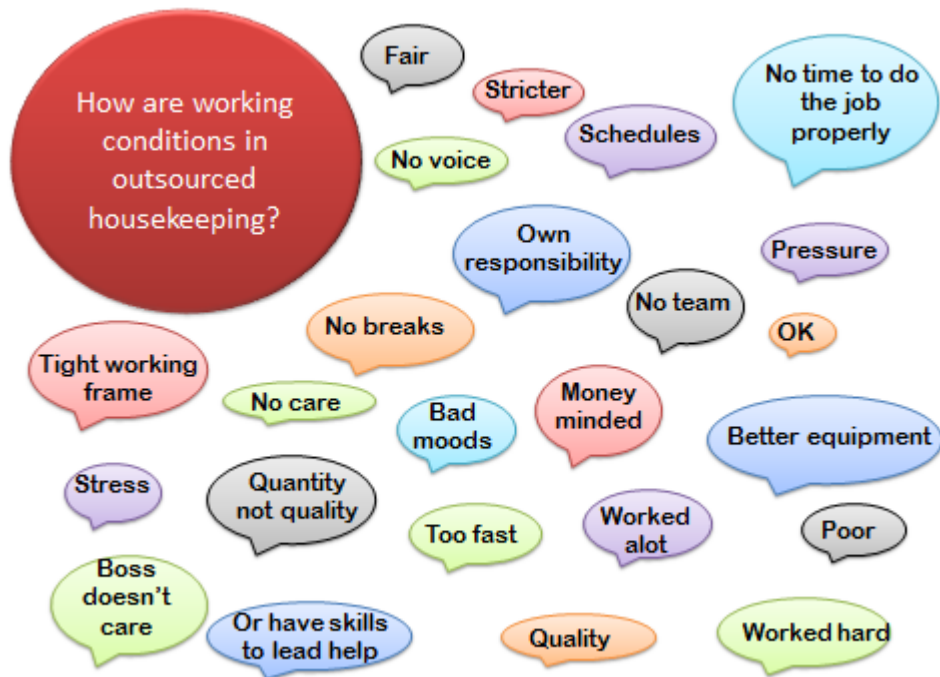 How are working
conditions in
outsourced
housekeeping?
Fair
Stricter
No time to do
the job
properly
Schedules
No voice
Own
responsibility
Pressure
No team
No breaks
OK
Tight working
frame
No care
Bad
moods
Money
minded
Better equipment
Stress
Quantity
not quality
Too fast
Worked
alot
Poor
Boss
doesn't
care
Or have skills
to lead help
Quality
Worked hard